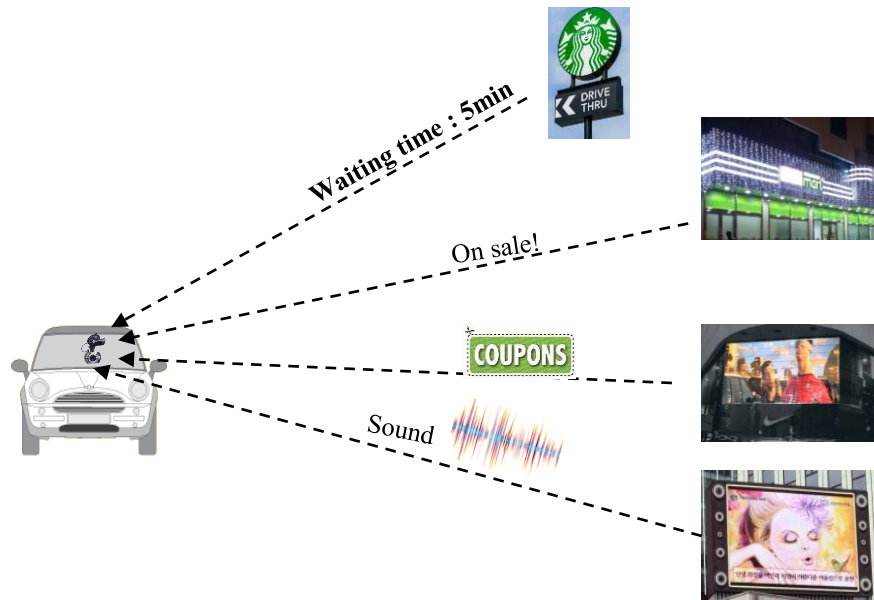 DRIVE
THRU
Waiting time : 5min
mart
On sale!
COUPONS
Sound